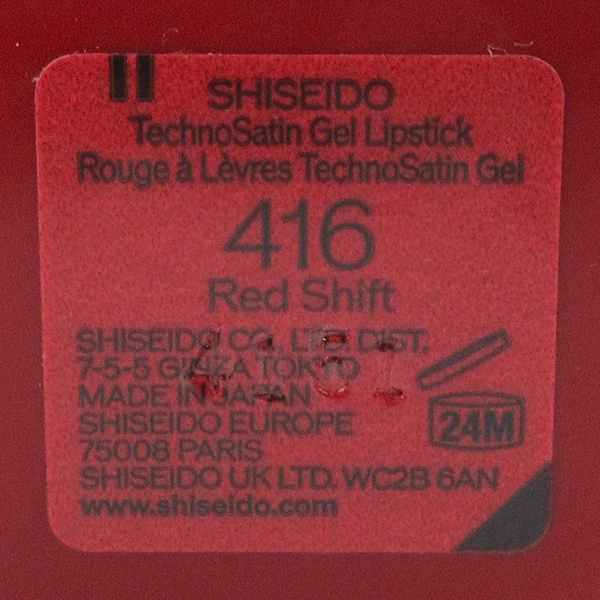 SHISEIDO
TechnoSatin Gel Lipstick
Rouge à Lèvres TechnoSatin Gel
416
Red Shift
SHISEIDO CO., LTD. DIST.
7-5-5 GINZA TOKYO
MADE IN JAPAN
SHISEIDO EUROPE
75008 PARIS
SHISEIDO UK LTD. WC2B 6AN
www.shiseido.com
24M